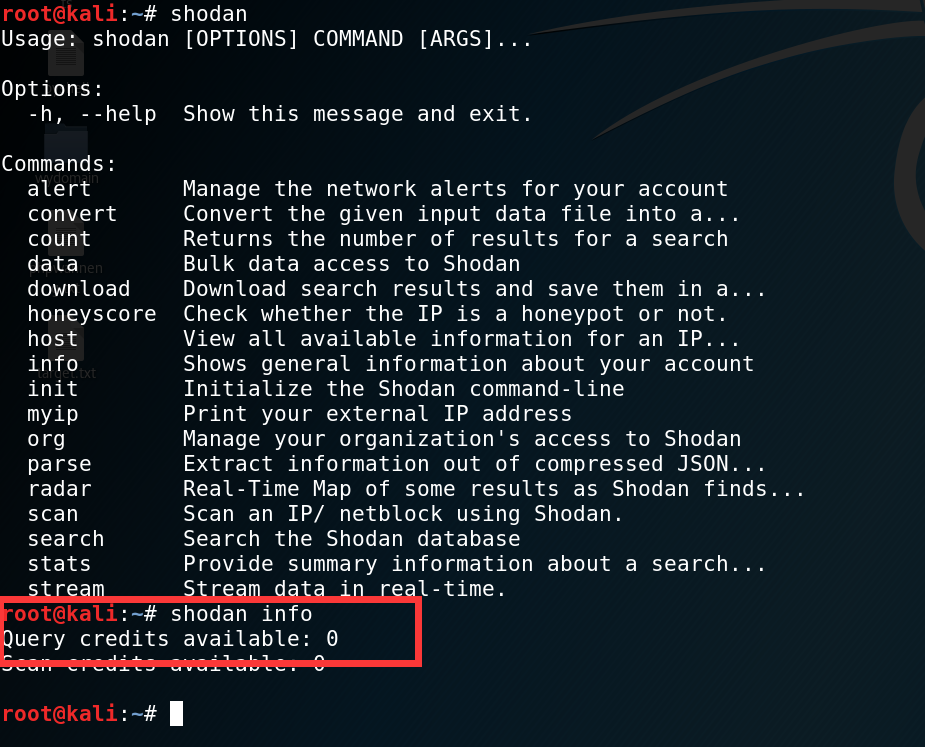 root@kali:~# shodan
Usage: shodan [OPTIONS] COMMAND [ARGS]...
Options:
  -h, --help  Show this message and exit.
Commands:
  alert       Manage the network alerts for your account
  convert     Convert the given input data file into a...
  count       Returns the number of results for a search
  data        Bulk data access to Shodan
  download    Download search results and save them in a...
  honeyscore  Check whether the IP is a honeypot or not.
  host        View all available information for an IP...
  info        Shows general information about your account
  init        Initialize the Shodan command-line
  myip        Print your external IP address
  org         Manage your organization's access to Shodan
  parse       Extract information out of compressed JSON...
  radar       Real-Time Map of some results as Shodan finds...
  scan        Scan an IP/ netblock using Shodan.
  search      Search the Shodan database
  stats       Provide summary information about a search...
  stream      Stream data in real-time.
root@kali:~# shodan info
Query credits available: 0
Scan credits available: 0
root@kali:~#
target.txt